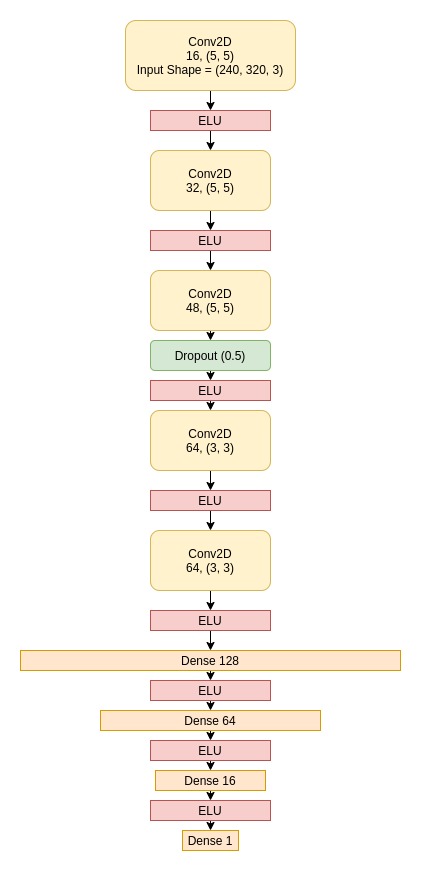 Conv2D
16, (5, 5)
Input Shape = (240, 320, 3)
ELU
Conv2D
32, (5, 5)
ELU
Conv2D
48, (5, 5)
Dropout (0.5)
ELU
Conv2D
64, (3, 3)
ELU
Conv2D
64, (3, 3)
ELU
Dense 128
ELU
Dense 64
ELU
Dense 16
ELU
Dense 1